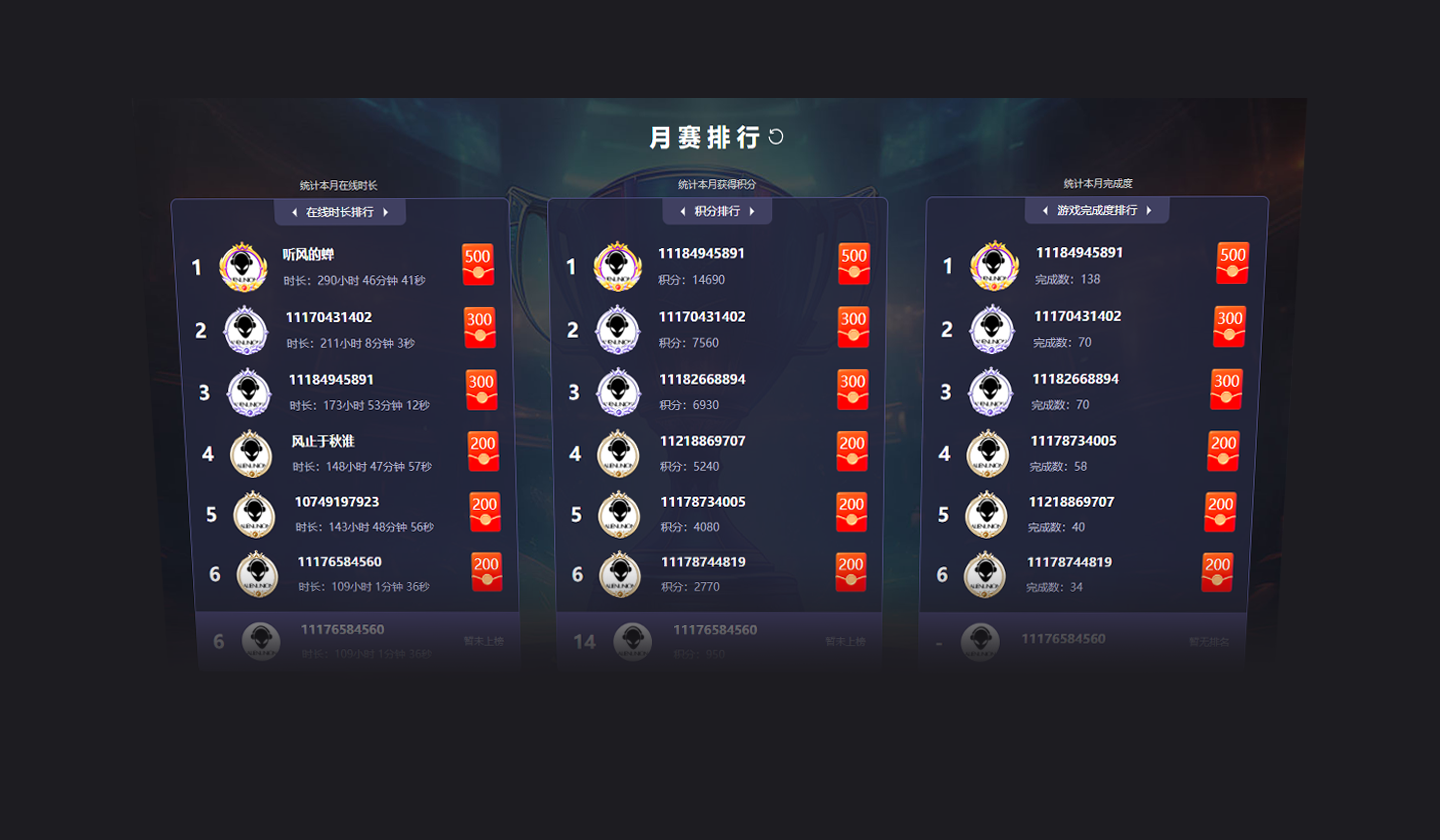 月赛排行
统计本月在线时长
在线时长排行
1
听风的蝉
500
时长：290小时 46分钟 41秒
2
11170431402
300
时长：211小时 8分钟 3秒
3
11184945891
300
时长：173小时 53分钟 12秒
4
风止于秋谁
200
时长：148小时 47分钟 57秒
5
10749197923
200
时长：143小时 48分钟 56秒
6
11176584560
200
时长：109小时 1分钟 36秒
6
11176584560
暂未上榜
时长：109小时 1分钟 36秒
统计本月获得积分
积分排行
1
11184945891
500
积分：14690
2
11170431402
300
积分：7560
3
11182668894
300
积分：6930
4
11218869707
200
积分：5240
5
11178734005
200
积分：4080
6
11178744819
200
积分：2770
14
11176584560
暂未上榜
积分：950
统计本月完成度
游戏完成度排行
1
11184945891
500
完成数：138
2
11170431402
300
完成数：70
3
11182668894
300
完成数：70
4
11178734005
200
完成数：58
5
11218869707
200
完成数：40
6
11178744819
200
完成数：34
-
11176584560
暂无排名